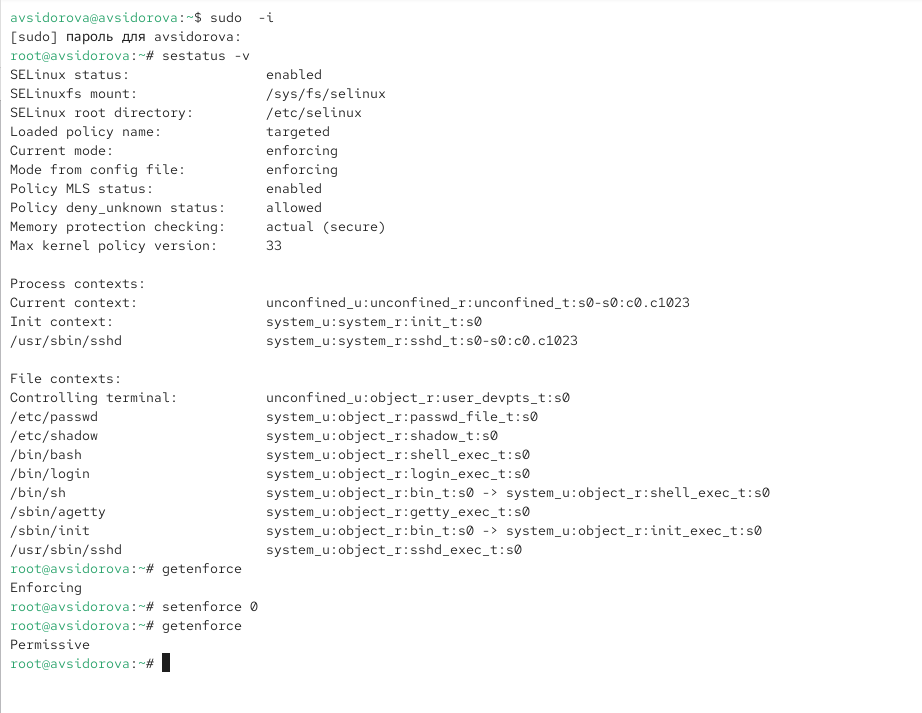 avsidorova@avsidorova:~$ sudo  -i
[sudo] пароль для avsidorova:
root@avsidorova:~# sestatus -v
SELinux status:                 enabled
SELinuxfs mount:                /sys/fs/selinux
SELinux root directory:         /etc/selinux
Loaded policy name:             targeted
Current mode:                   enforcing
Mode from config file:          enforcing
Policy MLS status:              enabled
Policy deny_unknown status:     allowed
Memory protection checking:     actual (secure)
Max kernel policy version:      33

Process contexts:
Current context:                unconfined_u:unconfined_r:unconfined_t:s0-s0:c0.c1023
Init context:                   system_u:system_r:init_t:s0
/usr/sbin/sshd                  system_u:system_r:sshd_t:s0-s0:c0.c1023

File contexts:
Controlling terminal:           unconfined_u:object_r:user_devpts_t:s0
/etc/passwd                     system_u:object_r:passwd_file_t:s0
/etc/shadow                     system_u:object_r:shadow_t:s0
/bin/bash                       system_u:object_r:shell_exec_t:s0
/bin/login                      system_u:object_r:login_exec_t:s0
/bin/sh                         system_u:object_r:bin_t:s0 -> system_u:object_r:shell_exec_t:s0
/sbin/agetty                    system_u:object_r:getty_exec_t:s0
/sbin/init                      system_u:object_r:bin_t:s0 -> system_u:object_r:init_exec_t:s0
/usr/sbin/sshd                  system_u:object_r:sshd_exec_t:s0
root@avsidorova:~# getenforce
Enforcing
root@avsidorova:~# setenforce 0
root@avsidorova:~# getenforce
Permissive
root@avsidorova:~#